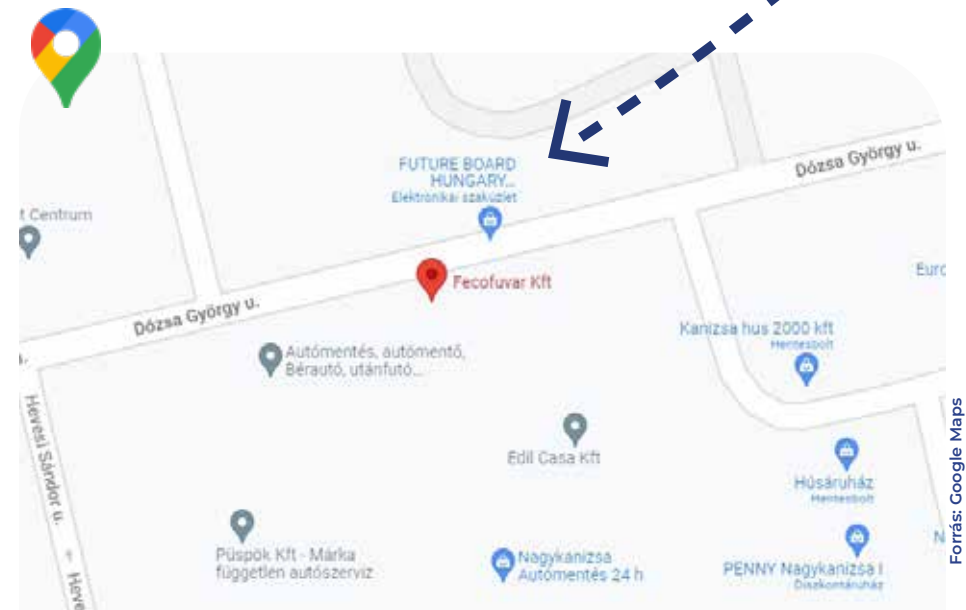 FUTURE BOARD
HUNGARY...
Elektronikai szaküzlet
Dózsa György u.
t Centrum
Fecofuvar Kft
Euro
Dózsa György u.
Kanizsa hus 2000 kft
Hentesbolt
Autómentés, autómentő,
Bérautó, utánfutó...
u.
Hevesi Sándor u.
Edil Casa Kft
Húsáruház
Hentesbolt
Forrás: Google Maps
Püspök Kft - Márka
független autószerviz
Nagykanizsa
Autómentés 24 h
PENNY Nagykanizsa I
Diszkontáruház
N
Heve